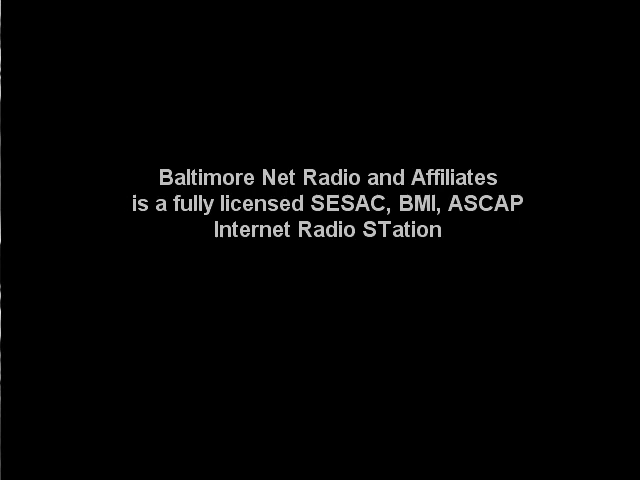 Baltimore Net Radio and Affiliates
is a fully licensed SESAC, BMI, ASCAP
Internet Radio STation